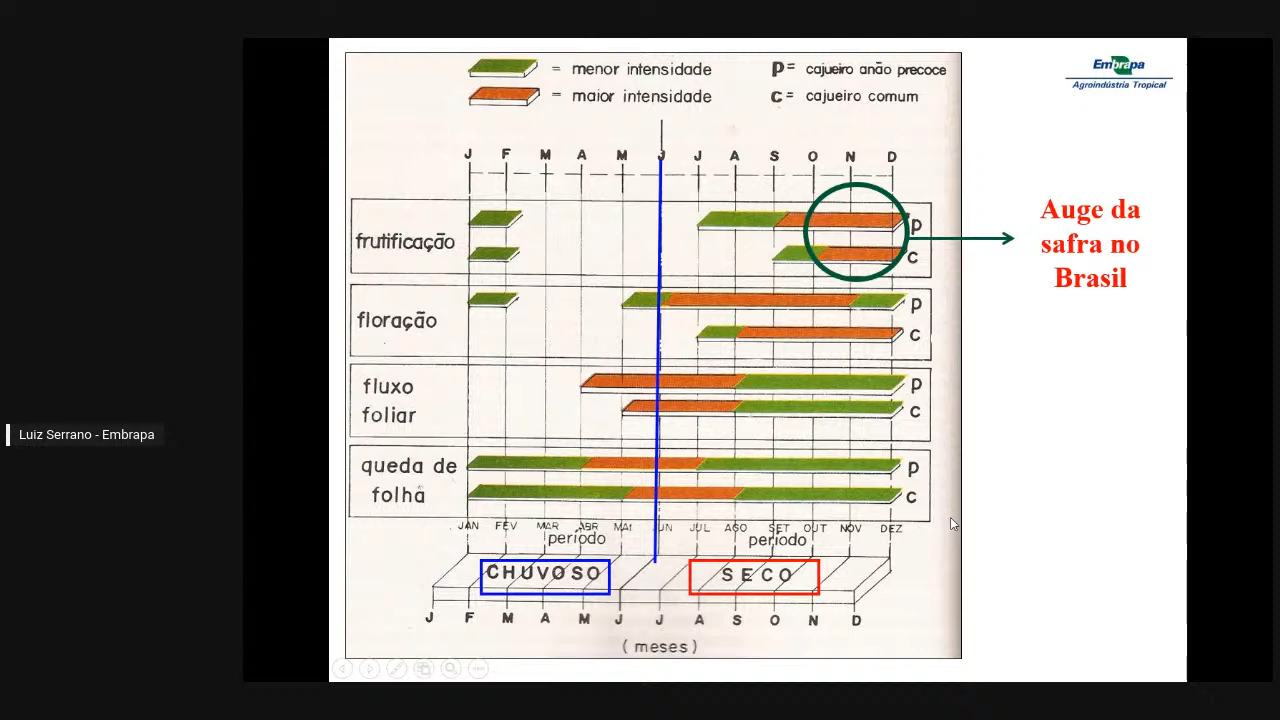 = menor intensidade
p= cajueiro anão precoce
= maior intensidade
c= cajueiro comum
Embrapa
Agroindústria Tropical
J F M A M J J A S O N D
frutificação
p
c
Auge da
safra no
Brasil
floração
p
c
fluxo
foliar
p
c
Luiz Serrano - Embrapa
queda de
folha
p
c
JAN FEV MAR ABR MAI JUN JUL AGO SET OUT NOV DEZ
período
período
CHUVOSO
SECO
J F M A M J J A S O N D
(meses)